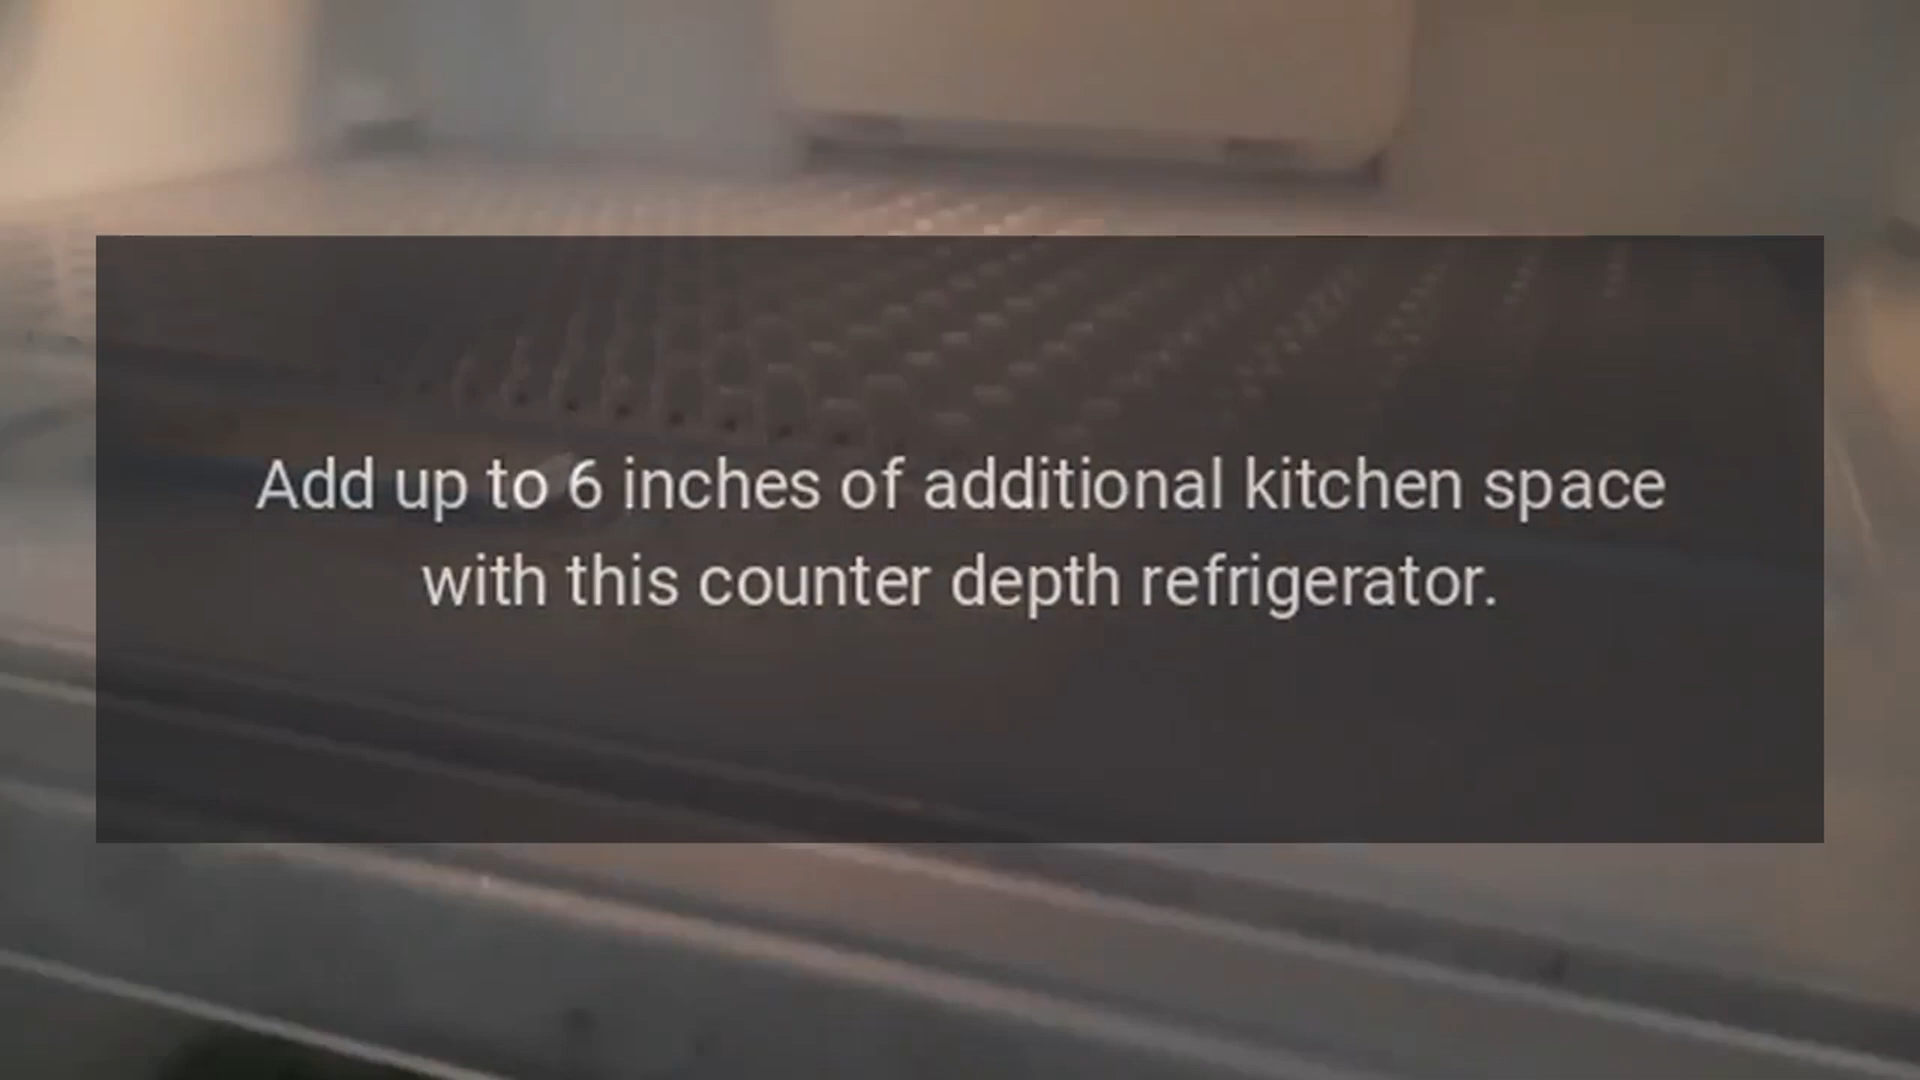 Add up to 6 inches of additional kitchen space
with this counter depth refrigerator.